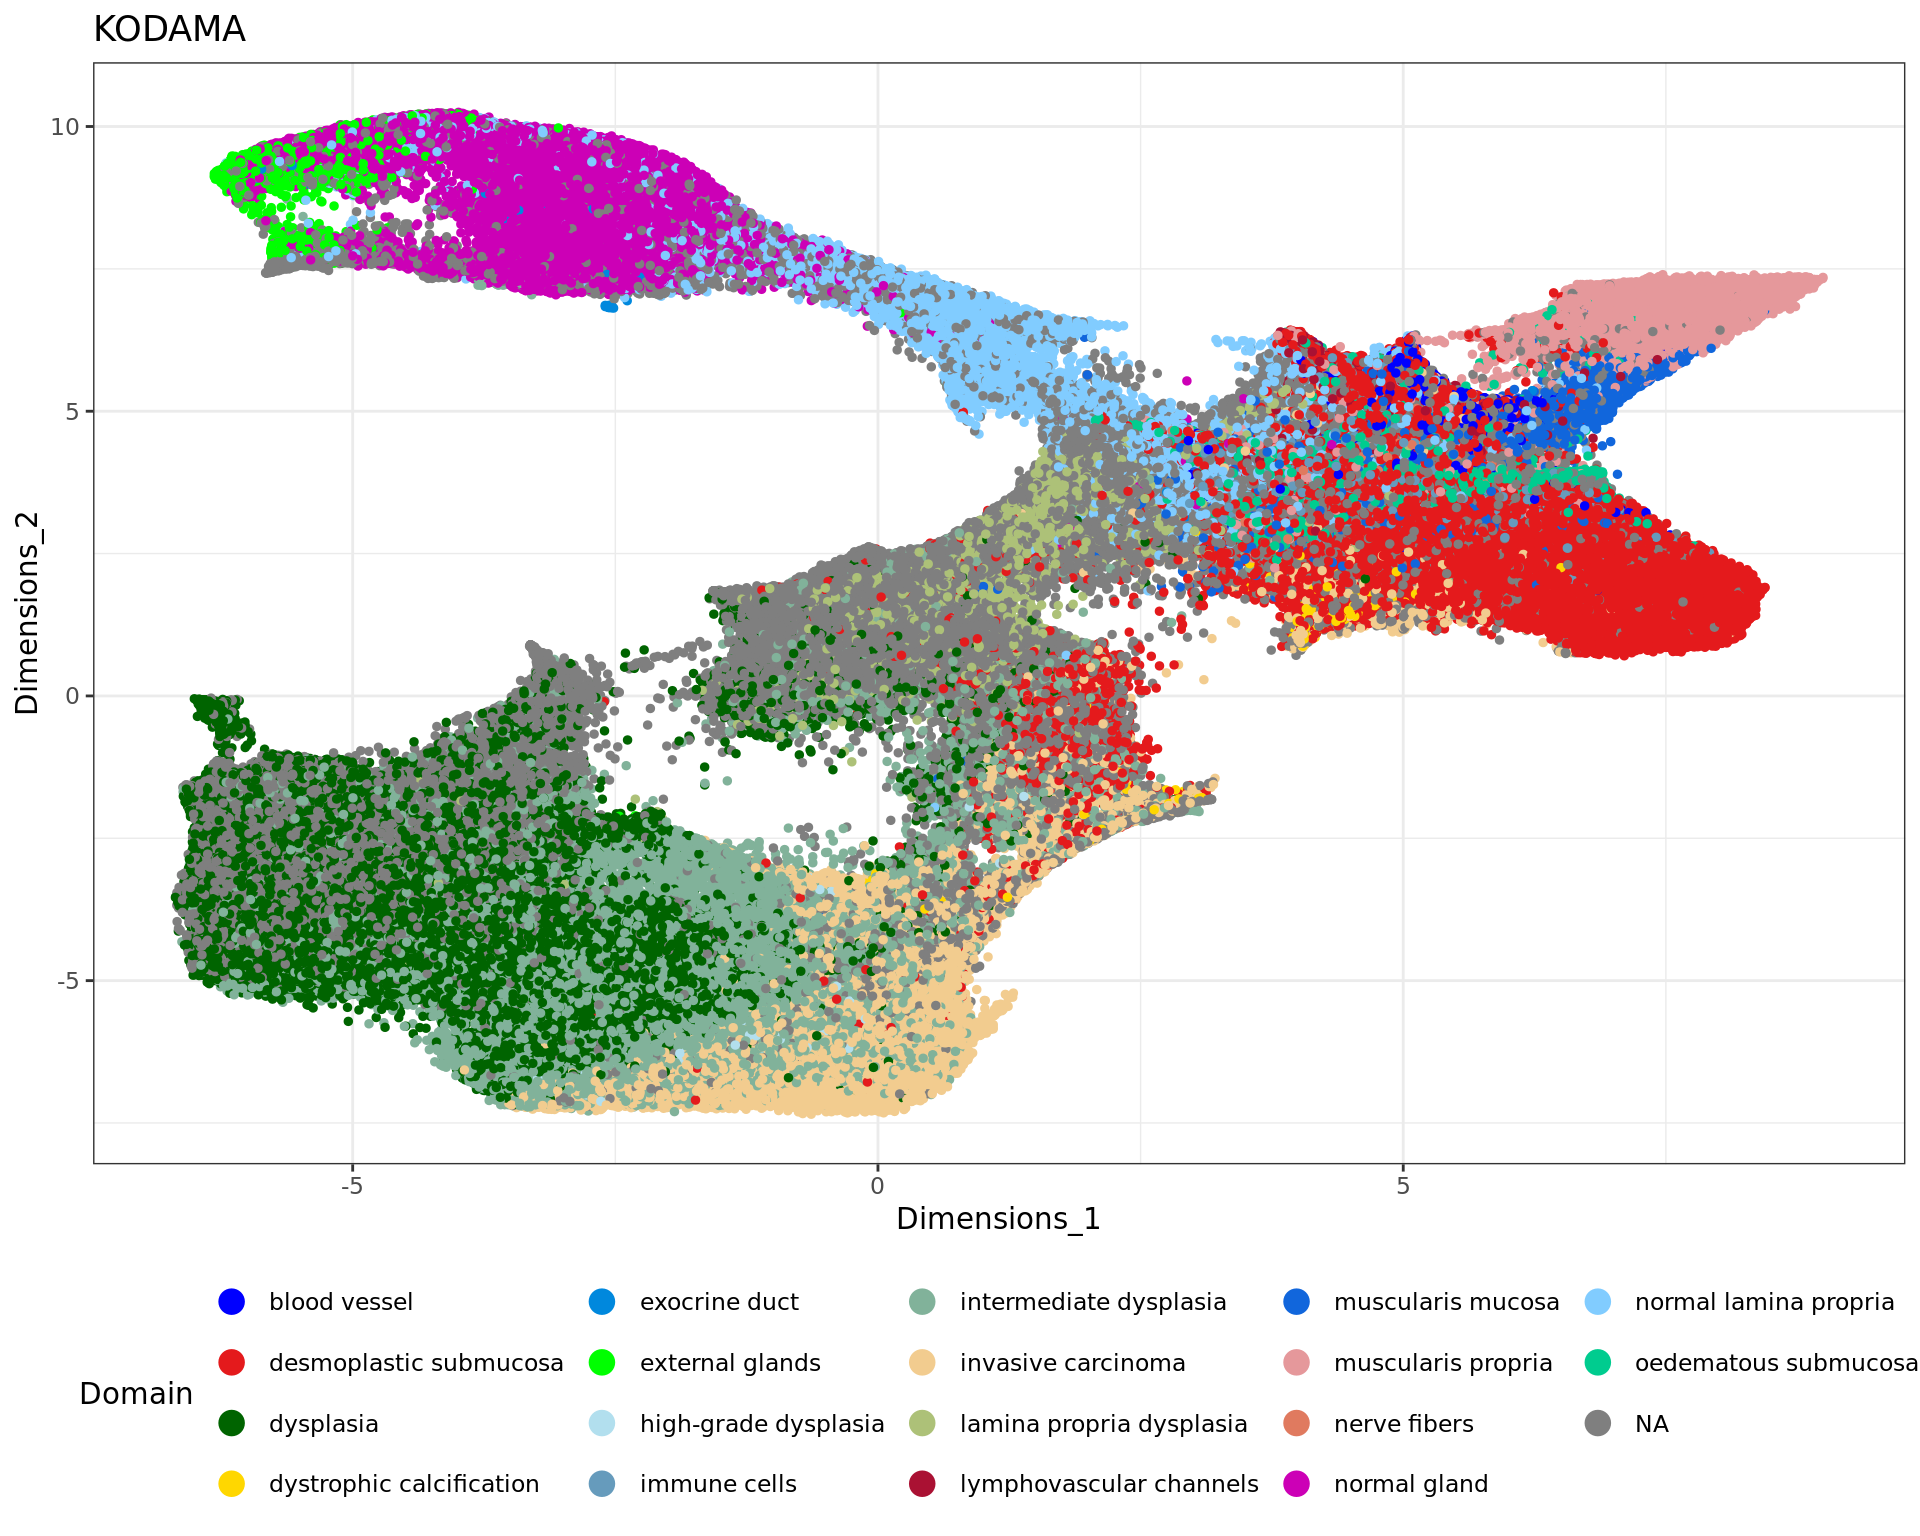 KODAMA
10
5
0
-5
Dimensions_2
-5
0
5
Dimensions_1
Domain
blood vessel
desmoplastic submucosa
dysplasia
dystrophic calcification
exocrine duct
external glands
high-grade dysplasia
immune cells
intermediate dysplasia
invasive carcinoma
lamina propria dysplasia
lymphovascular channels
muscularis mucosa
muscularis propria
nerve fibers
normal gland
normal lamina propria
oedematous submucosa
NA